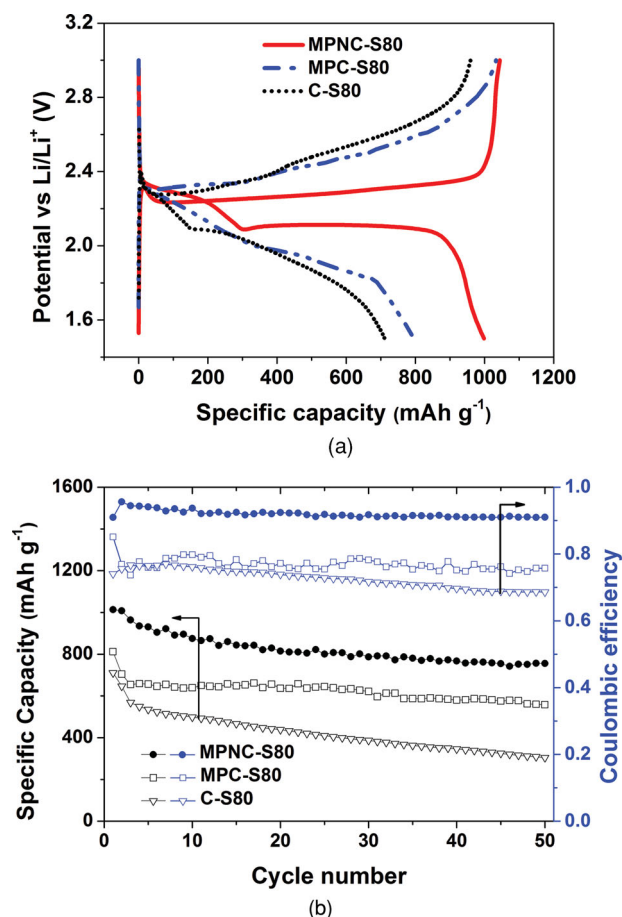 3.2
2.8
2.4
2.0
1.6
Potential vs Li/Li⁺ (V)
MPNC-S80
MPC-S80
C-S80
0 200 400 600 800 1000 1200
Specific capacity (mAh g⁻¹)
(a)
1600
1200
800
400
0
Specific Capacity (mAh g⁻¹)
1.0
0.8
0.6
0.4
0.2
0.0
Coulombic efficiency
MPNC-S80
MPC-S80
C-S80
0 10 20 30 40 50
Cycle number
(b)